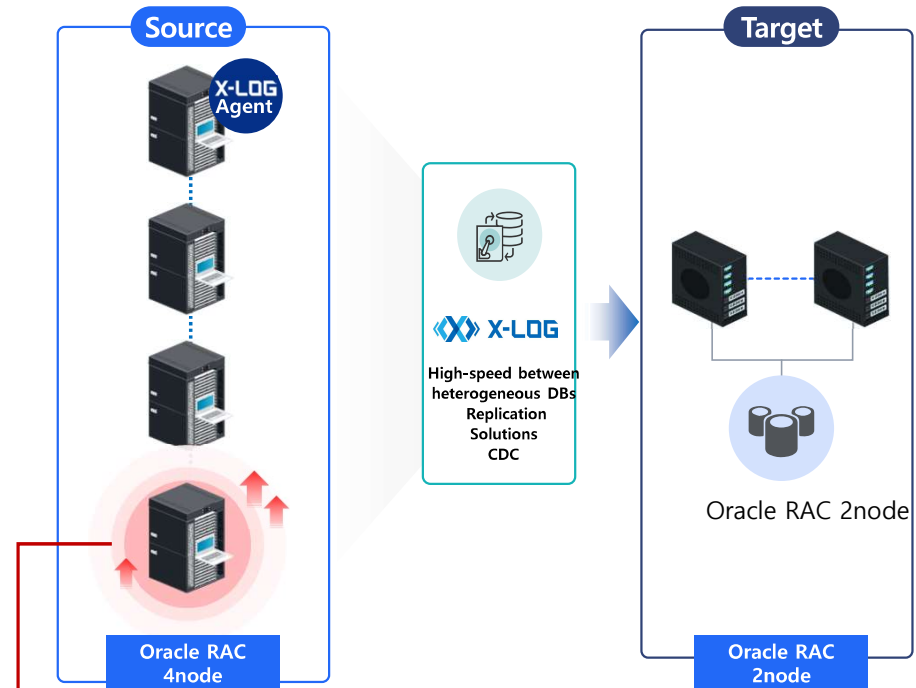 Source
X-LOG
Agent
Oracle RAC
4node
X-LOG
High-speed between
heterogeneous DBs
Replication
Solutions
CDC
Target
Oracle RAC 2node
Oracle RAC
2node